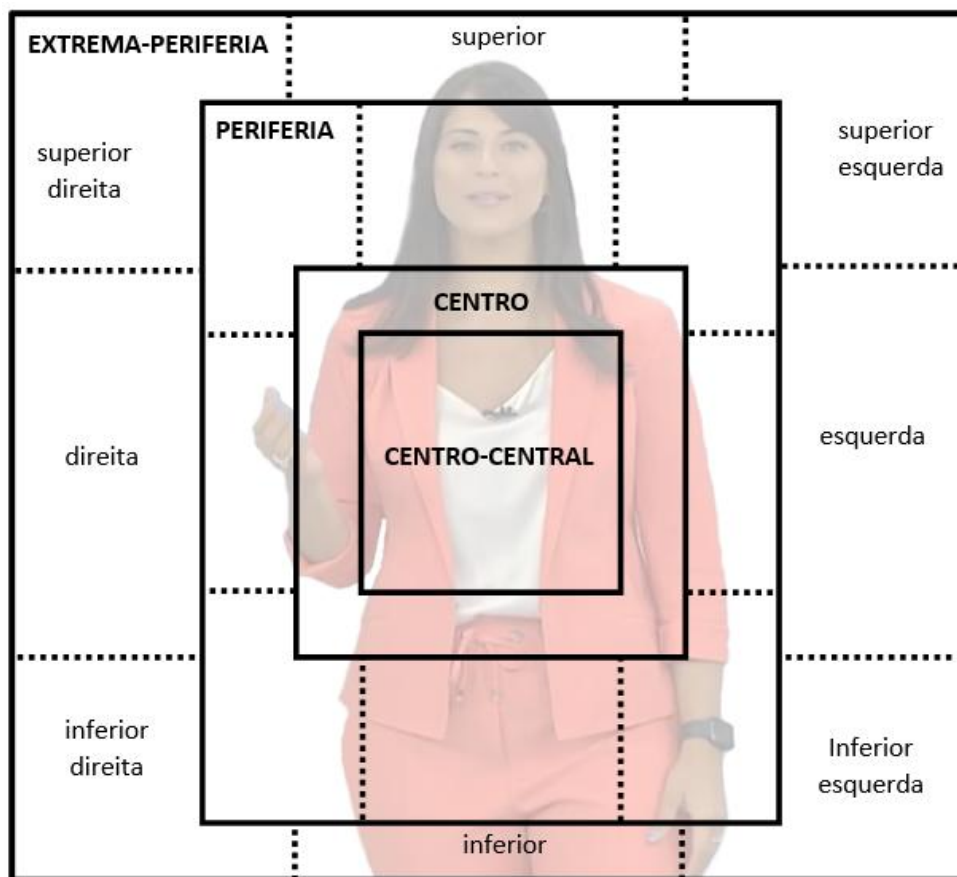 superior
EXTREMA-PERIFERIA
PERIFERIA
superior
direita
superior
esquerda
CENTRO
direita
CENTRO-CENTRAL
esquerda
inferior
direita
Inferior
esquerda
inferior